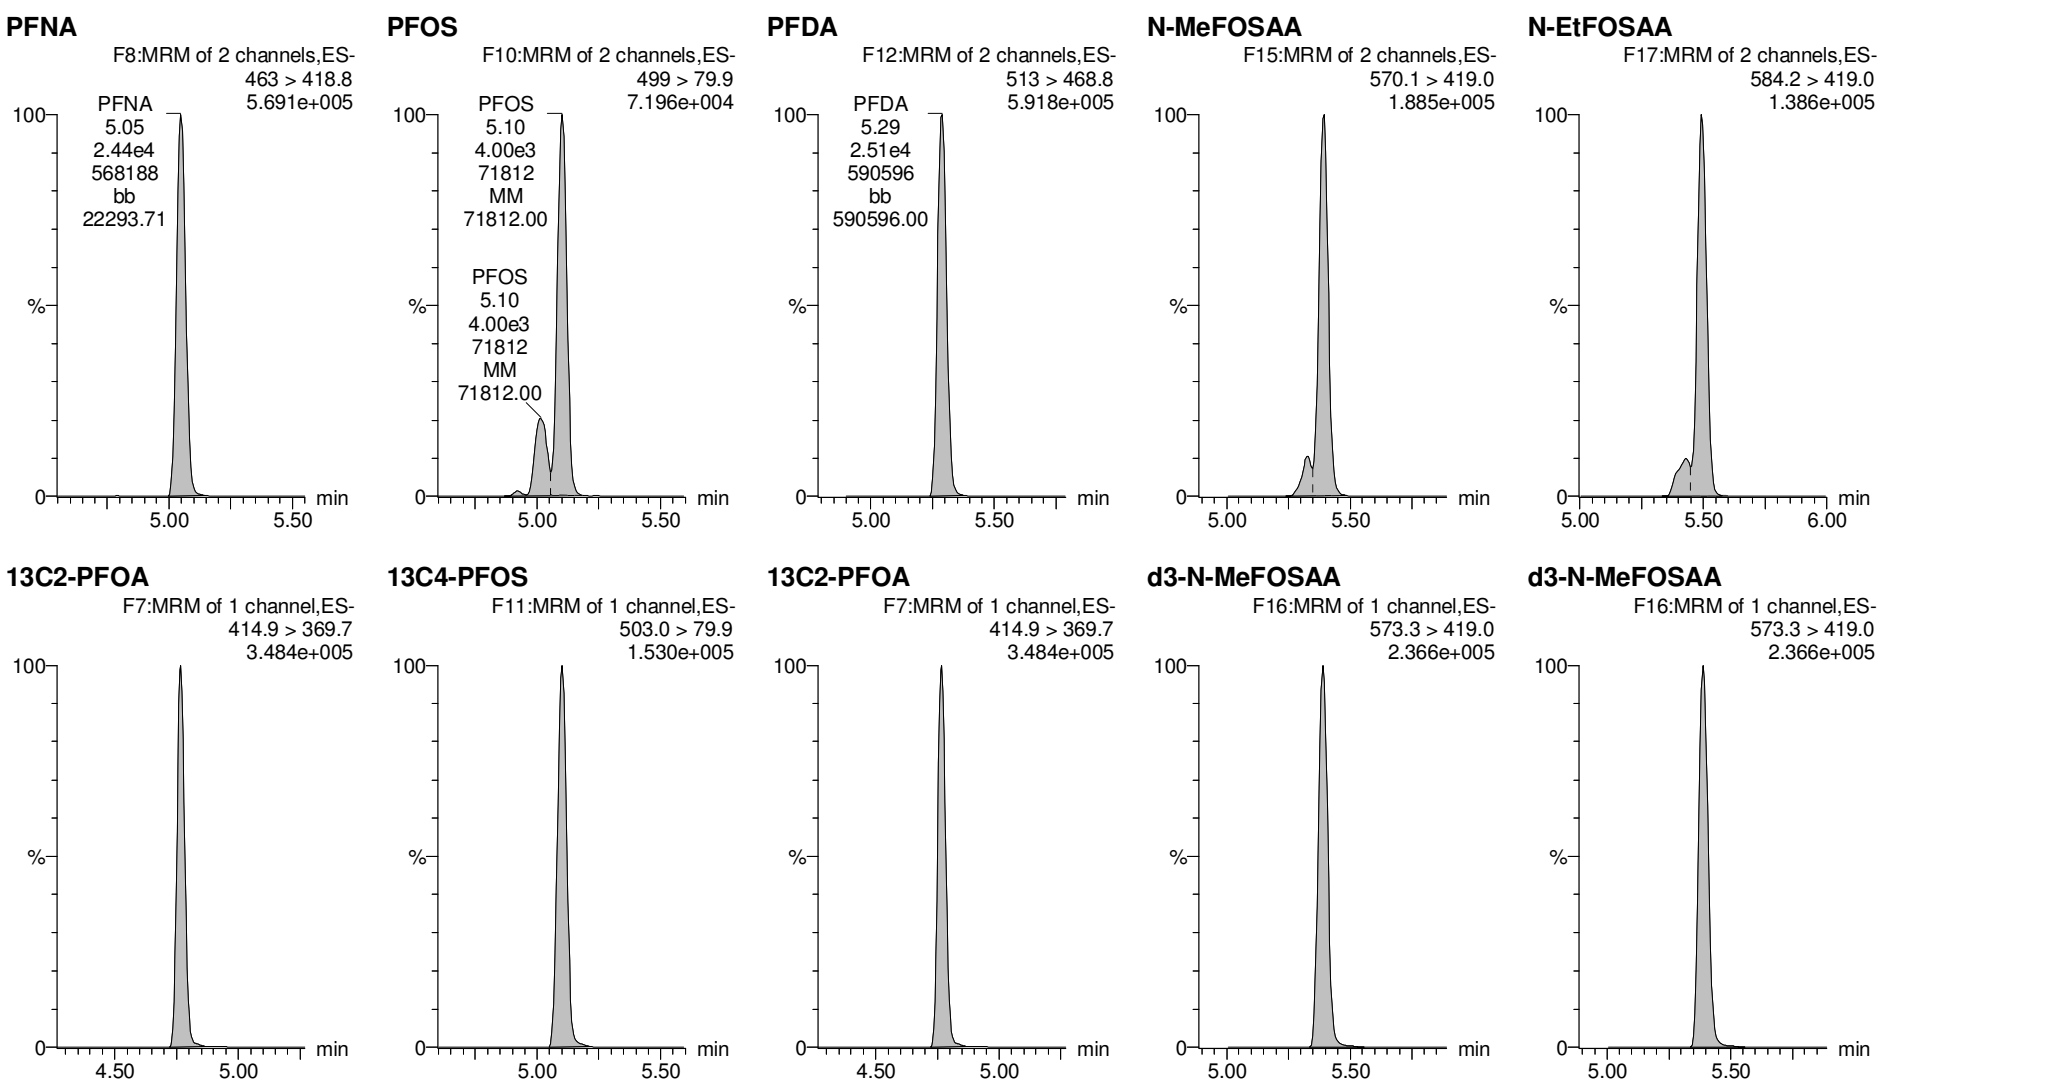 PFNA
F8:MRM of 2 channels,ES-
463 > 418.8
5.691e+005
100
PFNA
5.05
2.44e4
568188
bb
22293.71
%
0
min
5.00
5.50
PFOS
F10:MRM of 2 channels,ES-
499 > 79.9
7.196e+004
100
PFOS
5.10
4.00e3
71812
MM
71812.00
PFOS
5.10
4.00e3
71812
MM
71812.00
%
0
min
5.00
5.50
PFDA
F12:MRM of 2 channels,ES-
513 > 468.8
5.918e+005
100
PFDA
5.29
2.51e4
590596
bb
590596.00
%
0
min
5.00
5.50
N-MeFOSAA
F15:MRM of 2 channels,ES-
570.1 > 419.0
1.885e+005
100
%
0
min
5.00
5.50
N-EtFOSAA
F17:MRM of 2 channels,ES-
584.2 > 419.0
1.386e+005
100
%
0
min
5.00
5.50
6.00
13C2-PFOA
F7:MRM of 1 channel,ES-
414.9 > 369.7
3.484e+005
100
%
0
min
4.50
5.00
13C4-PFOS
F11:MRM of 1 channel,ES-
503.0 > 79.9
1.530e+005
100
%
0
min
5.00
5.50
13C2-PFOA
F7:MRM of 1 channel,ES-
414.9 > 369.7
3.484e+005
100
%
0
min
4.50
5.00
d3-N-MeFOSAA
F16:MRM of 1 channel,ES-
573.3 > 419.0
2.366e+005
100
%
0
min
5.00
5.50
d3-N-MeFOSAA
F16:MRM of 1 channel,ES-
573.3 > 419.0
2.366e+005
100
%
0
min
5.00
5.50